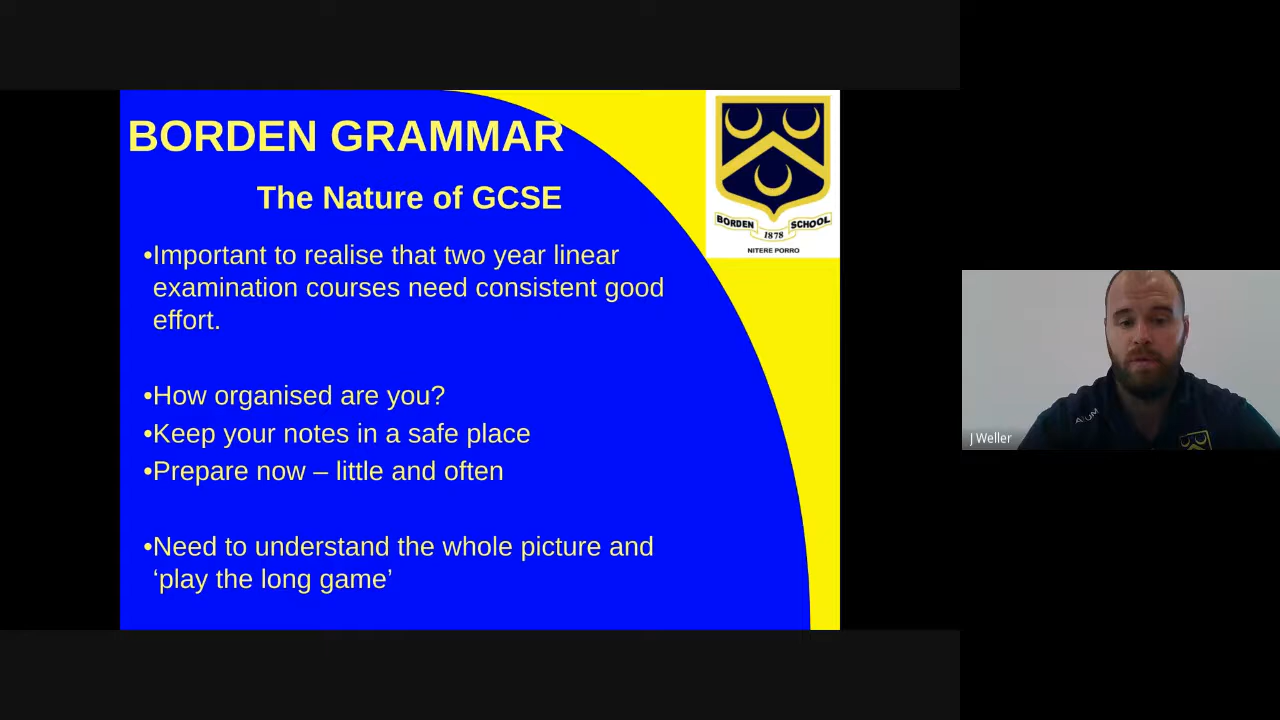 BORDEN GRAMMAR
The Nature of GCSE
•Important to realise that two year linear
examination courses need consistent good
effort.
•How organised are you?
•Keep your notes in a safe place
•Prepare now – little and often
•Need to understand the whole picture and
‘play the long game’
BORDEN SCHOOL
1878
NITERE PORRO
J Weller